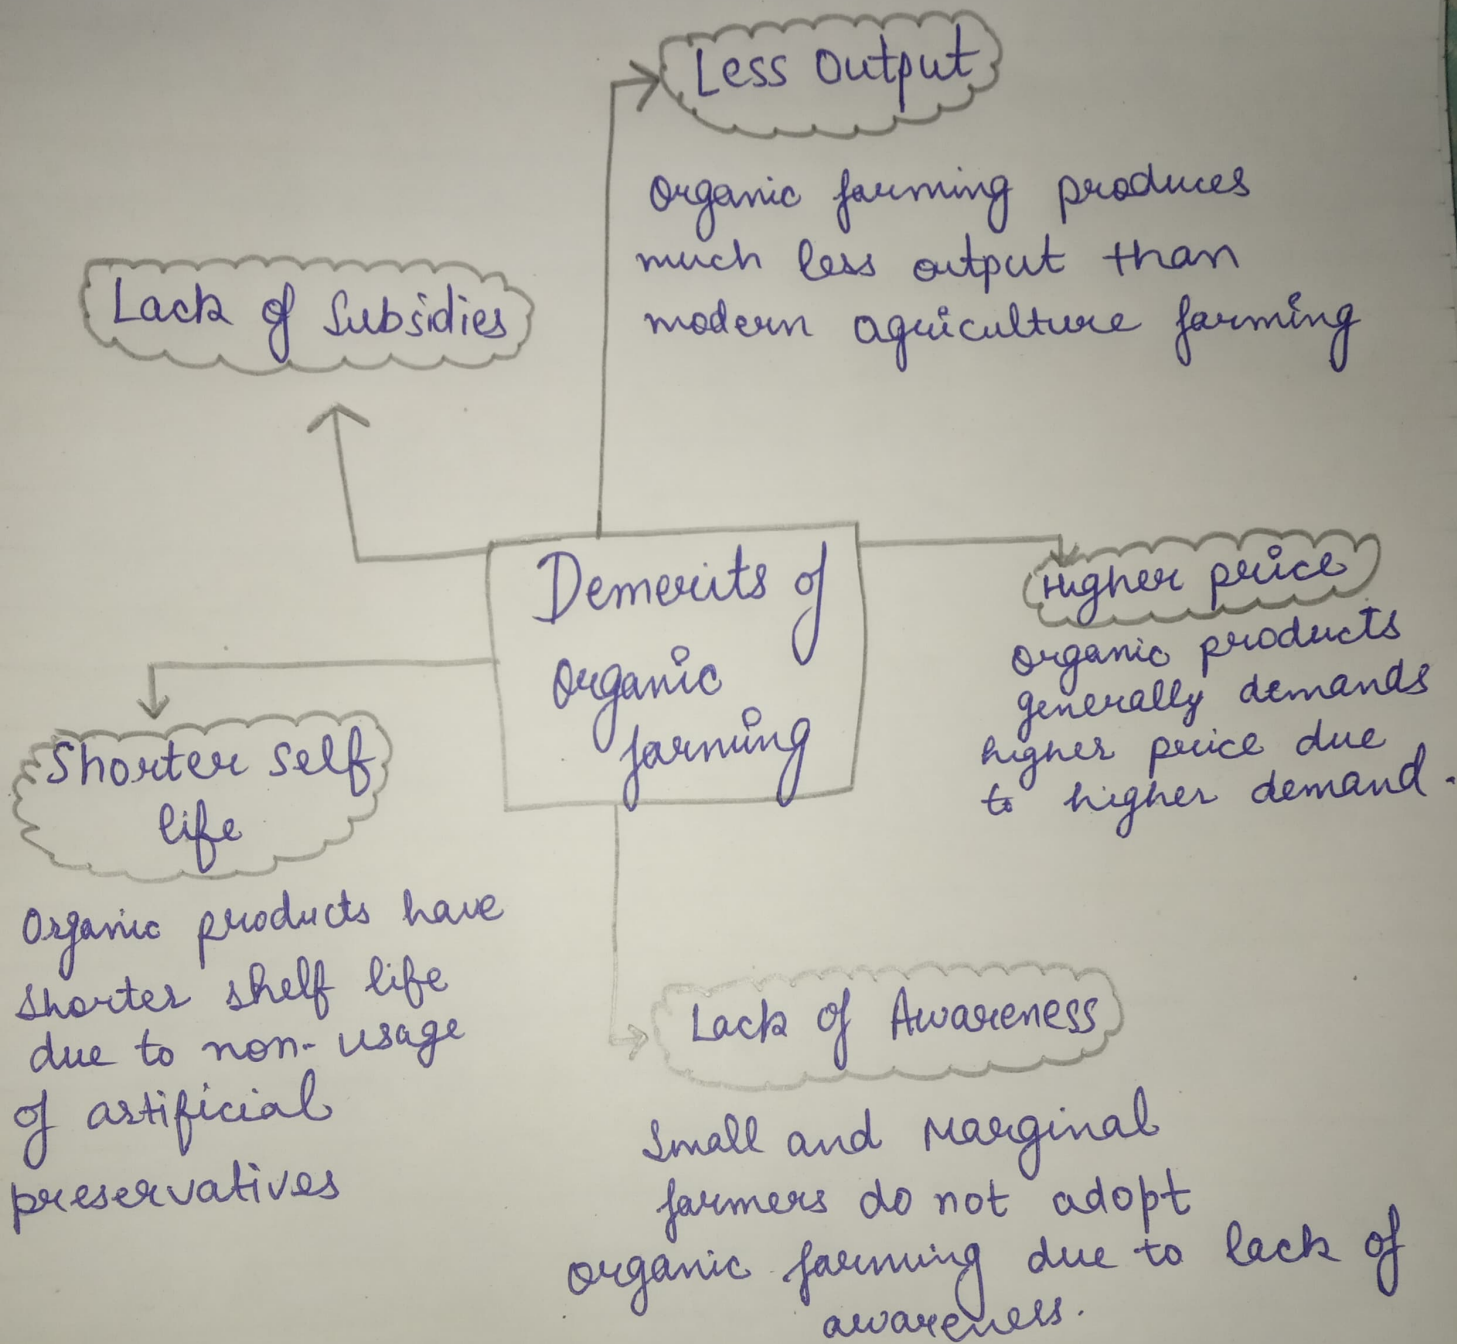 Less Output
Organic farming produces
much less output than
modern agriculture farming
Lack of Subsidies
Demerits of
Organic
farming
Higher price
Organic products
generally demands
higher price due
to higher demand.
Shorter Self
life
Organic products have
shorter shelf life
due to non-usage
of artificial
preservatives
Lack of Awareness
Small and Marginal
farmers do not adopt
organic farming due to lack of
awareness.